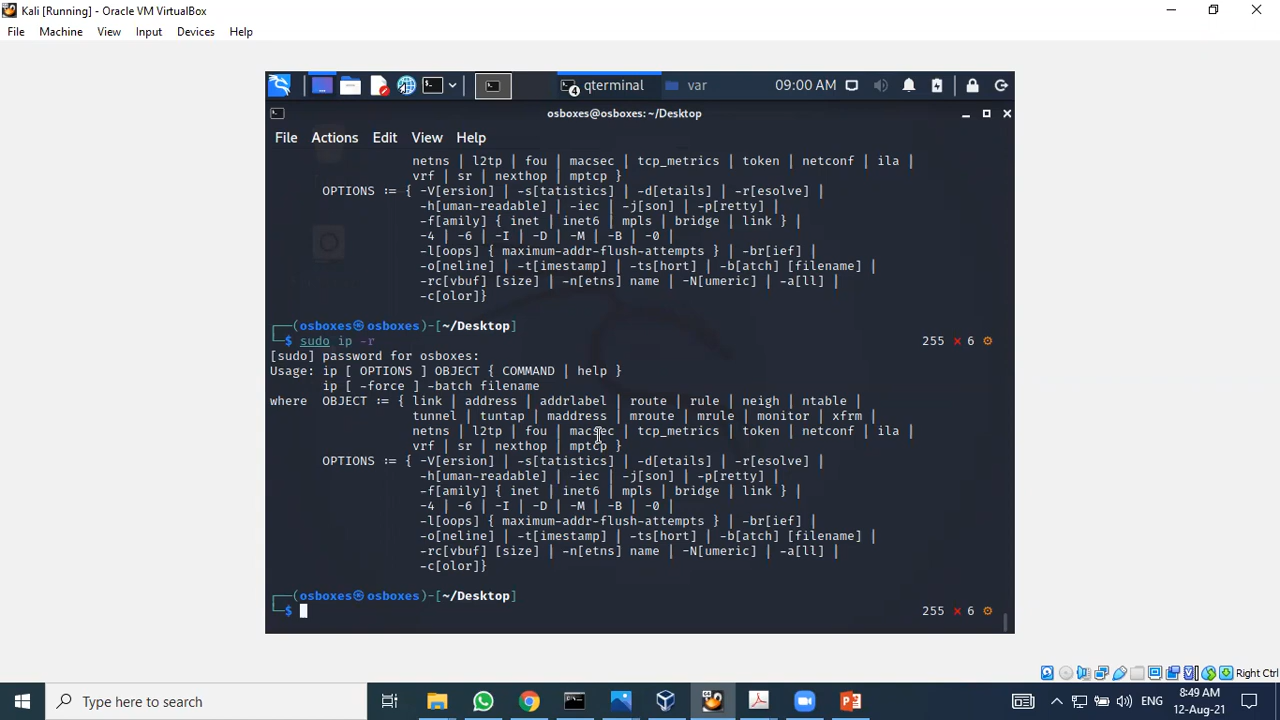 Kali [Running] - Oracle VM VirtualBox
File Machine View Input Devices Help
qterminal var 09:00 AM
4
osboxes@osboxes: ~/Desktop
File Actions Edit View Help
netns | l2tp | fou | macsec | tcp_metrics | token | netconf | ila |
vrf | sr | nexthop | mptcp }
OPTIONS := { -V[ersion] | -s[tatistics] | -d[etails] | -r[esolve] |
-h[uman-readable] | -iec | -j[son] | -p[retty] |
-f[amily] { inet | inet6 | mpls | bridge | link } |
-4 | -6 | -I | -D | -M | -B | -0 |
-l[oops] { maximum-addr-flush-attempts } | -br[ief] |
-o[neline] | -t[imestamp] | -ts[hort] | -b[atch] [filename] |
-rc[vbuf] [size] | -n[etns] name | -N[umeric] | -a[ll] |
-c[olor]}
┌──(osboxes㉿osboxes)-[~/Desktop]
└─$ sudo ip -r 255 ⨯ 6 ⚙
[sudo] password for osboxes:
Usage: ip [ OPTIONS ] OBJECT { COMMAND | help }
ip [ -force ] -batch filename
where OBJECT := { link | address | addrlabel | route | rule | neigh | ntable |
tunnel | tuntap | maddress | mroute | mrule | monitor | xfrm |
netns | l2tp | fou | macsec | tcp_metrics | token | netconf | ila |
vrf | sr | nexthop | mptcp }
OPTIONS := { -V[ersion] | -s[tatistics] | -d[etails] | -r[esolve] |
-h[uman-readable] | -iec | -j[son] | -p[retty] |
-f[amily] { inet | inet6 | mpls | bridge | link } |
-4 | -6 | -I | -D | -M | -B | -0 |
-l[oops] { maximum-addr-flush-attempts } | -br[ief] |
-o[neline] | -t[imestamp] | -ts[hort] | -b[atch] [filename] |
-rc[vbuf] [size] | -n[etns] name | -N[umeric] | -a[ll] |
-c[olor]}
┌──(osboxes㉿osboxes)-[~/Desktop]
└─$ 255 ⨯ 6 ⚙
Right Ctrl
Type here to search
ENG
8:49 AM
12-Aug-21